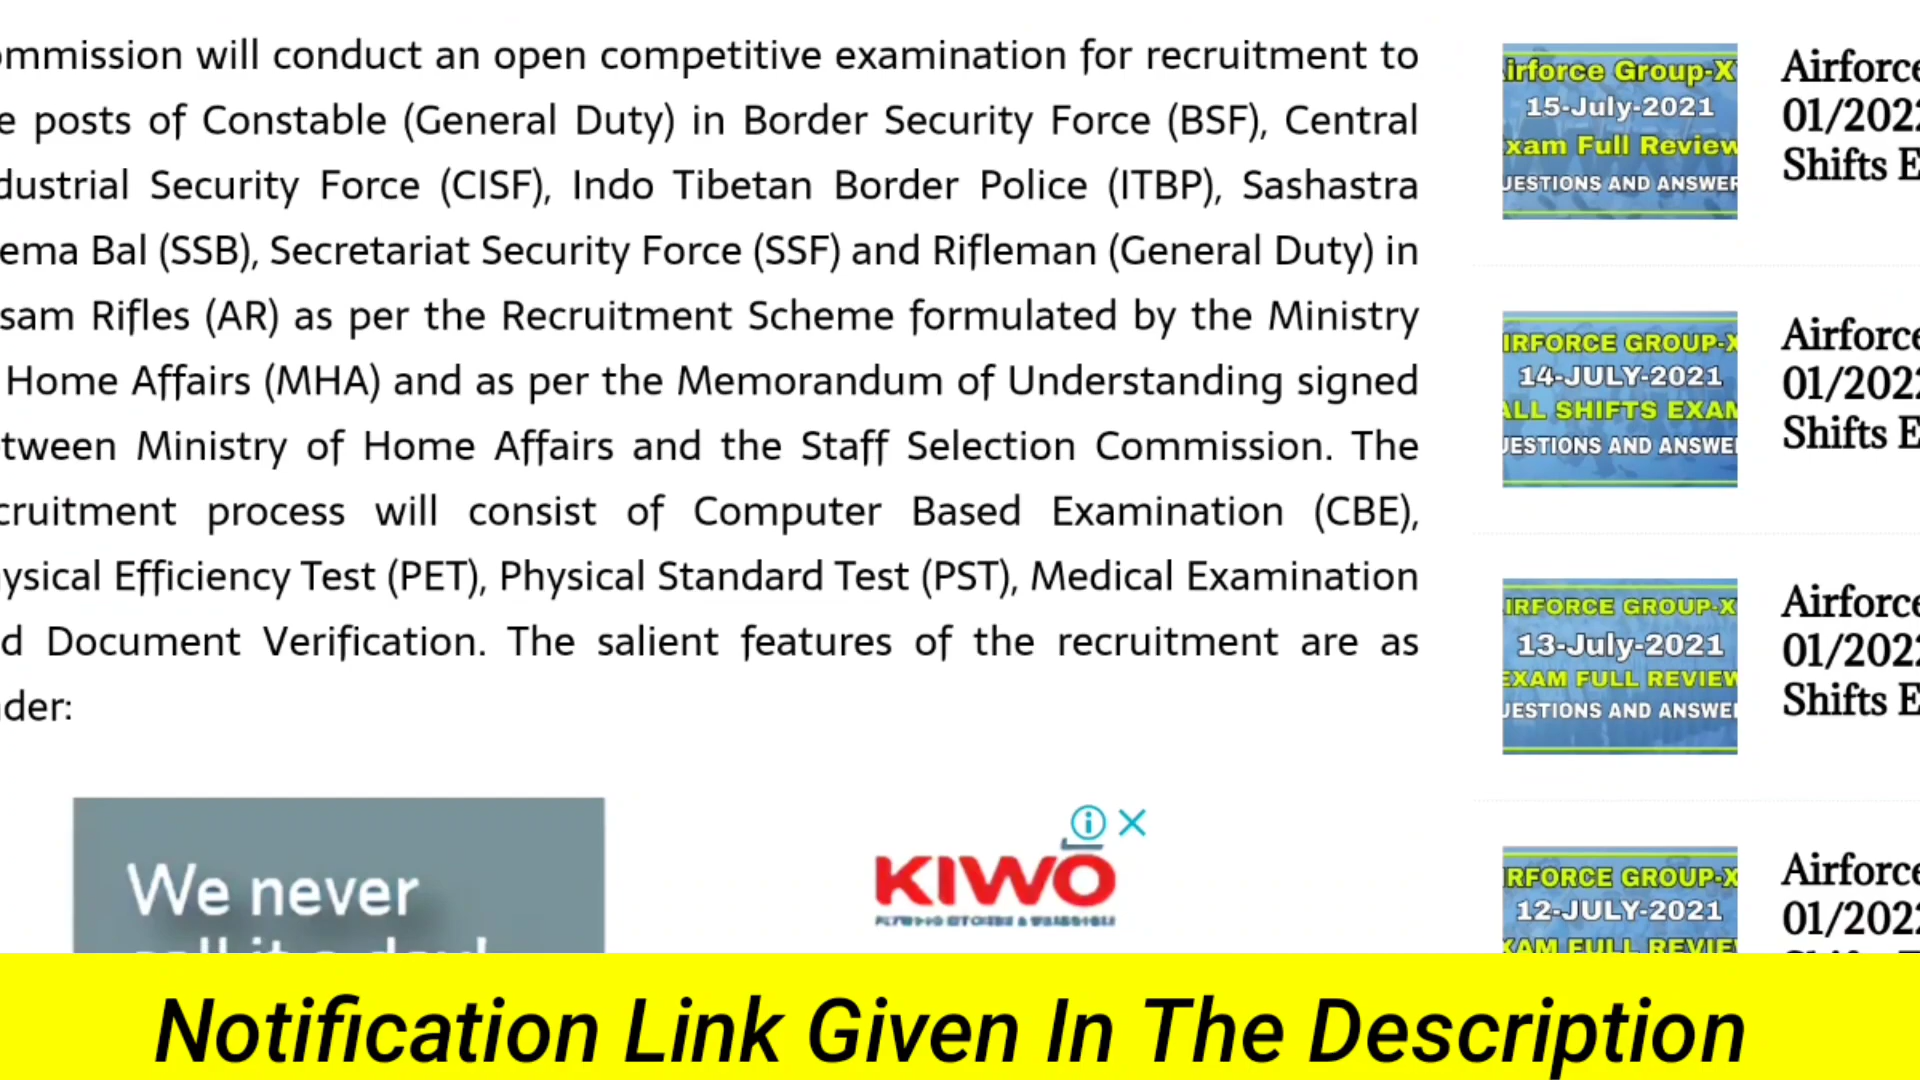 ommission will conduct an open competitive examination for recruitment to
e posts of Constable (General Duty) in Border Security Force (BSF), Central
dustrial Security Force (CISF), Indo Tibetan Border Police (ITBP), Sashastra
ema Bal (SSB), Secretariat Security Force (SSF) and Rifleman (General Duty) in
sam Rifles (AR) as per the Recruitment Scheme formulated by the Ministry
Home Affairs (MHA) and as per the Memorandum of Understanding signed
tween Ministry of Home Affairs and the Staff Selection Commission. The
cruitment process will consist of Computer Based Examination (CBE),
ysical Efficiency Test (PET), Physical Standard Test (PST), Medical Examination
d Document Verification. The salient features of the recruitment are as
der:
We never
KIWO
irforce Group-X
15-July-2021
xam Full Review
UESTIONS AND ANSWER
Airforce
01/2022
Shifts E
IRFORCE GROUP-X
14-JULY-2021
ALL SHIFTS EXAM
UESTIONS AND ANSWE
Airforce
01/2022
Shifts E
IRFORCE GROUP-X
13-July-2021
EXAM FULL REVIEW
UESTIONS AND ANSWE
Airforce
01/2022
Shifts E
RFORCE GROUP-X
12-JULY-2021
XAM FULL REVIE
Airforce
01/2022
Notification Link Given In The Description